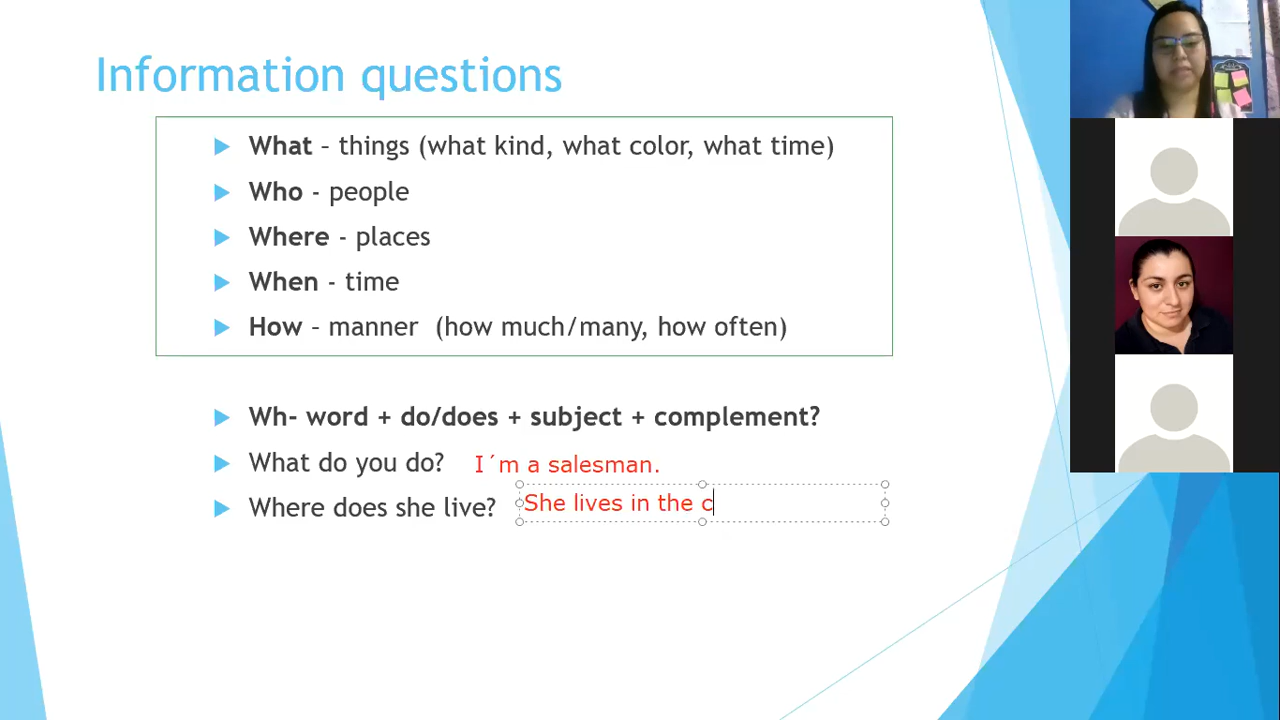 Information questions
What – things (what kind, what color, what time)
Who - people
Where - places
When - time
How – manner (how much/many, how often)
Wh- word + do/does + subject + complement?
What do you do? I´m a salesman.
Where does she live? She lives in the c